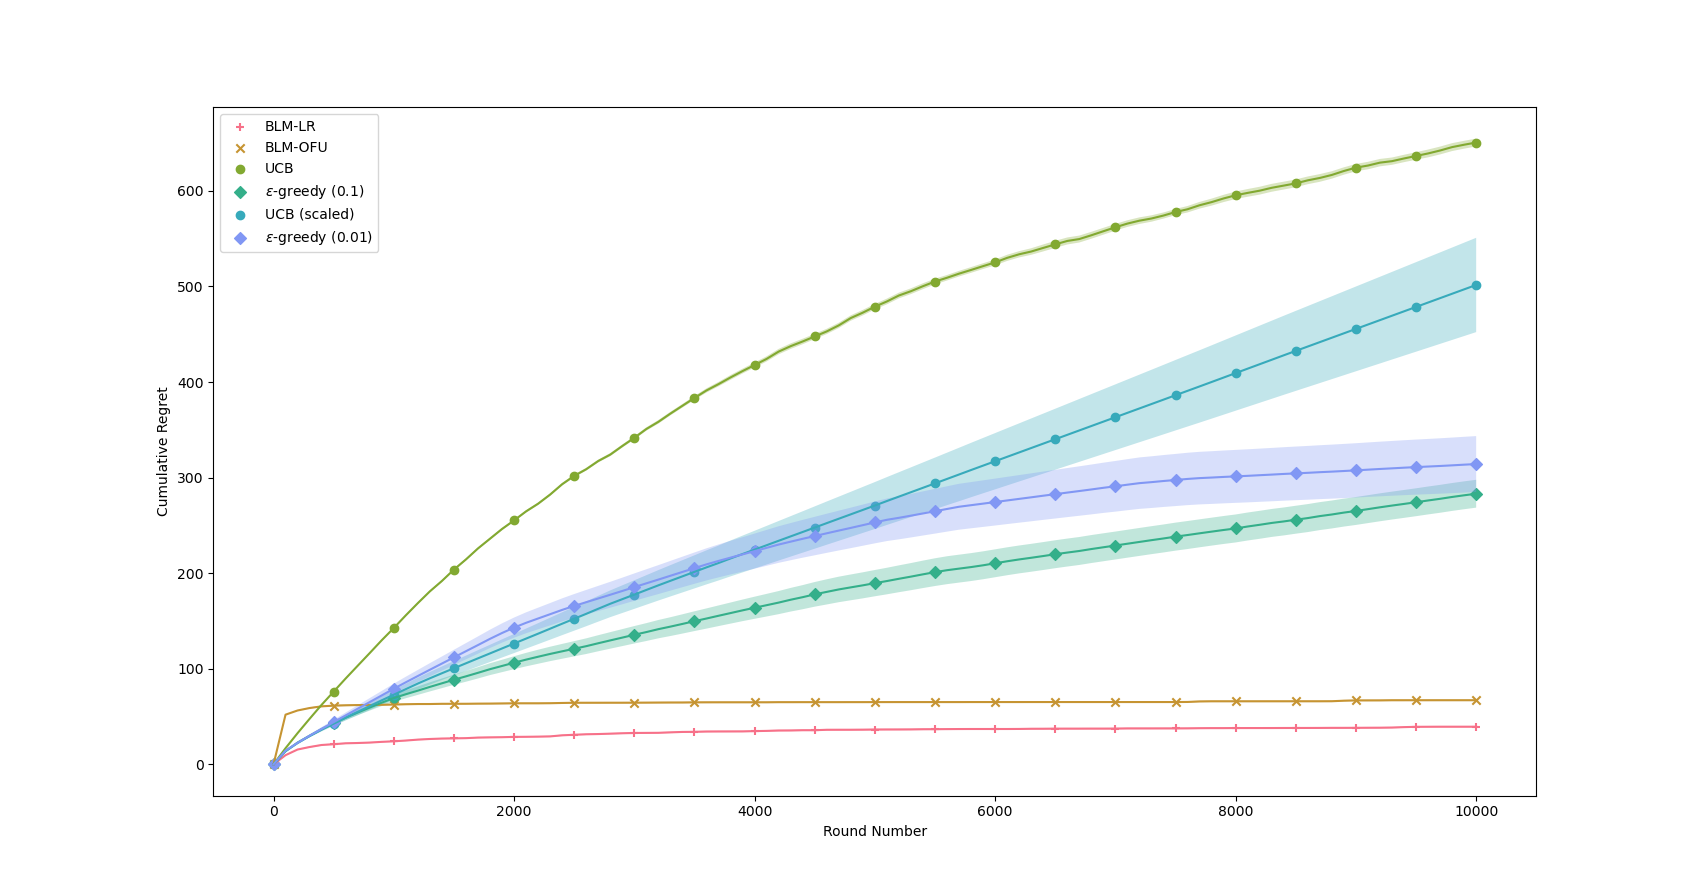 BLM-LR
BLM-OFU
UCB
ε-greedy (0.1)
UCB (scaled)
ε-greedy (0.01)
600
500
400
300
200
100
0
Cumulative Regret
0 2000 4000 6000 8000 10000
Round Number